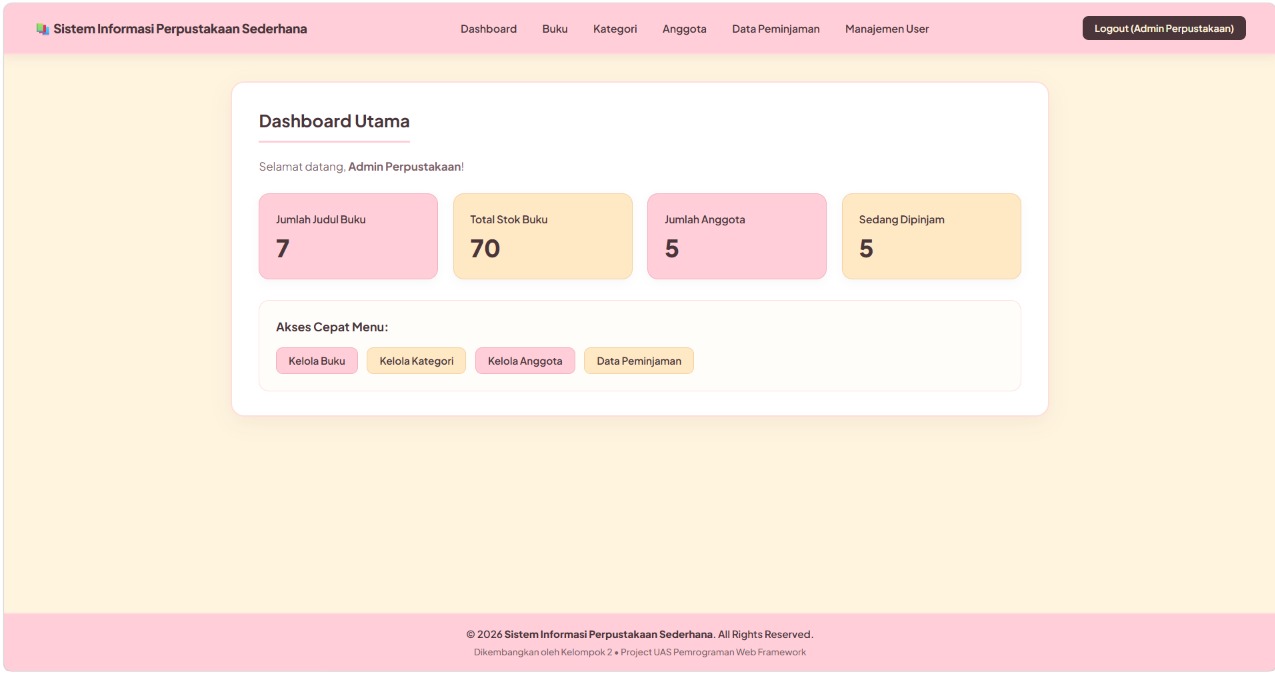 Sistem Informasi Perpustakaan Sederhana
Dashboard Buku Kategori Anggota Data Peminjaman Manajemen User
Logout (Admin Perpustakaan)
Dashboard Utama
Selamat datang, Admin Perpustakaan!
Jumlah Judul Buku
7
Total Stok Buku
70
Jumlah Anggota
5
Sedang Dipinjam
5
Akses Cepat Menu:
Kelola Buku Kelola Kategori Kelola Anggota Data Peminjaman
© 2026 Sistem Informasi Perpustakaan Sederhana. All Rights Reserved.
Dikembangkan oleh Kelompok 2 • Project UAS Pemrograman Web Framework